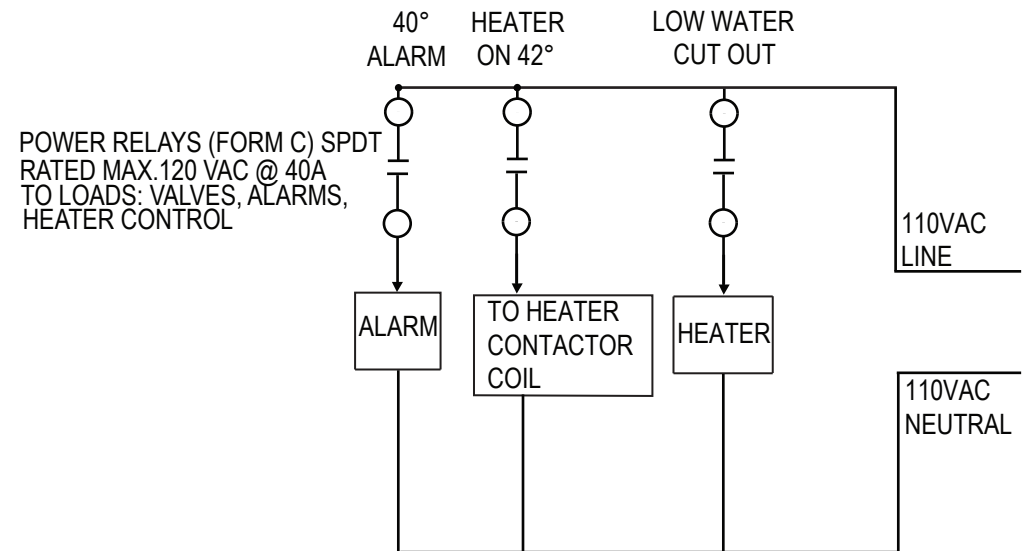 40°
ALARM
HEATER
ON 42°
LOW WATER
CUT OUT
POWER RELAYS (FORM C) SPDT
RATED MAX.120 VAC @ 40A
TO LOADS: VALVES, ALARMS,
HEATER CONTROL
110VAC
LINE
ALARM
TO HEATER
CONTACTOR
COIL
HEATER
110VAC
NEUTRAL